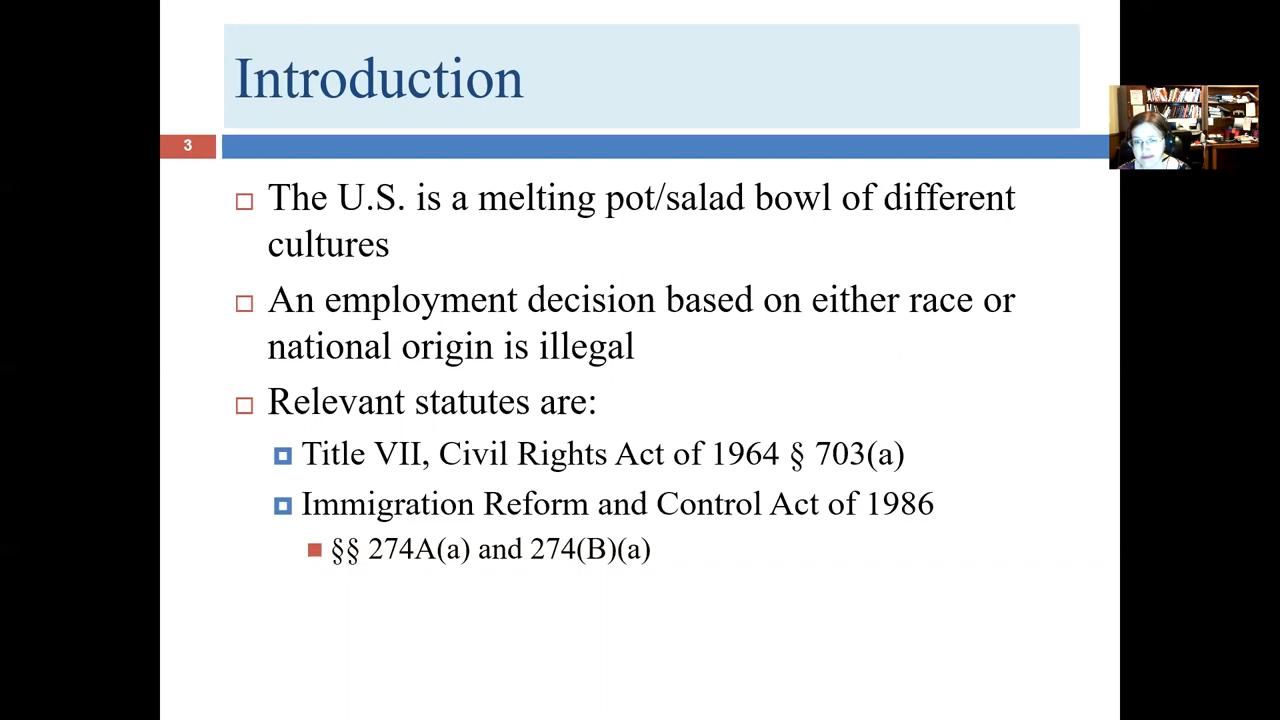 Introduction
3
The U.S. is a melting pot/salad bowl of different
cultures
An employment decision based on either race or
national origin is illegal
Relevant statutes are:
Title VII, Civil Rights Act of 1964 § 703(a)
Immigration Reform and Control Act of 1986
§§ 274A(a) and 274(B)(a)